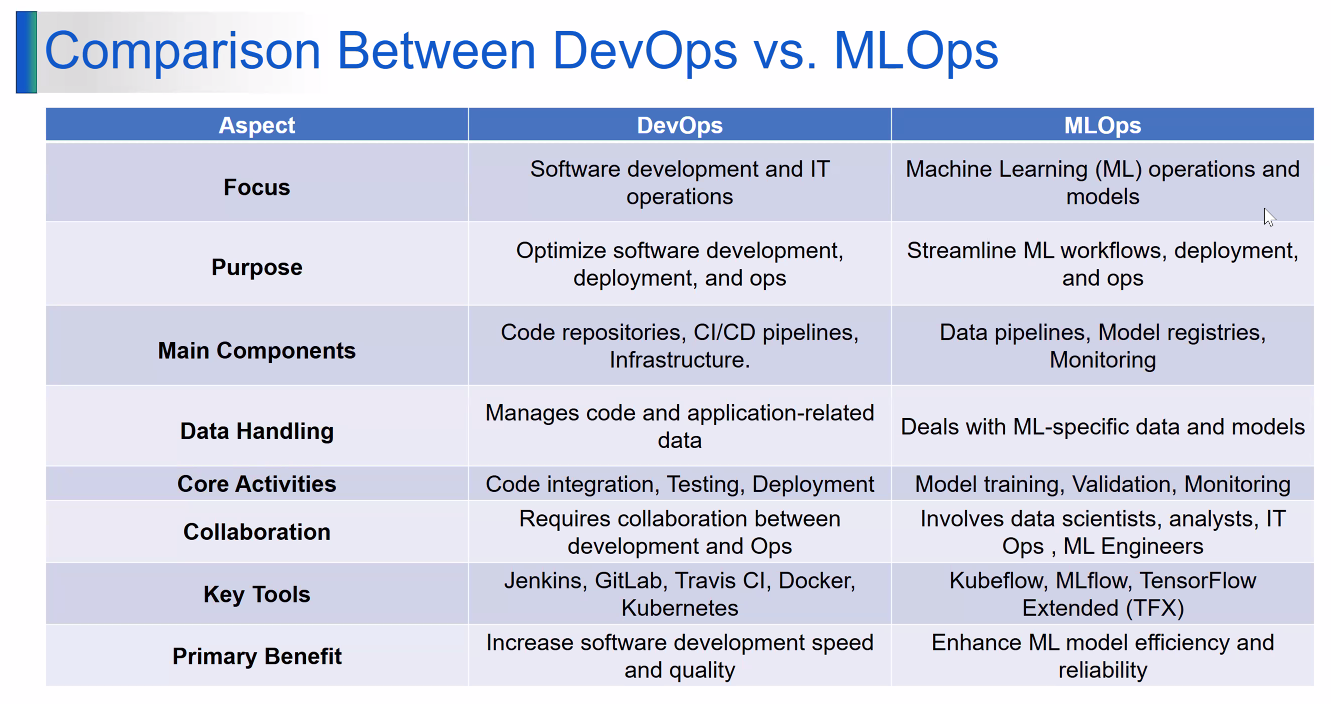 Comparison Between DevOps vs. MLOps
Aspect
DevOps
MLOps
Focus
Software development and IT
operations
Machine Learning (ML) operations and
models
Purpose
Optimize software development,
deployment, and ops
Streamline ML workflows, deployment,
and ops
Main Components
Code repositories, CI/CD pipelines,
Infrastructure.
Data pipelines, Model registries,
Monitoring
Data Handling
Manages code and application-related
data
Deals with ML-specific data and models
Core Activities
Code integration, Testing, Deployment
Model training, Validation, Monitoring
Collaboration
Requires collaboration between
development and Ops
Involves data scientists, analysts, IT
Ops , ML Engineers
Key Tools
Jenkins, GitLab, Travis CI, Docker,
Kubernetes
Kubeflow, MLflow, TensorFlow
Extended (TFX)
Primary Benefit
Increase software development speed
and quality
Enhance ML model efficiency and
reliability